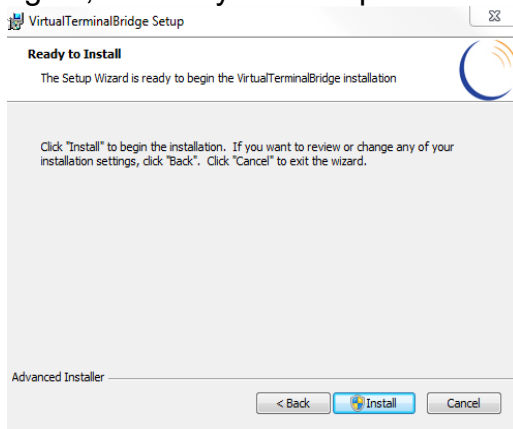 VirtualTerminalBridge Setup
Ready to Install
The Setup Wizard is ready to begin the VirtualTerminalBridge installation
Click "Install" to begin the installation. If you want to review or change any of your
installation settings, click "Back". Click "Cancel" to exit the wizard.
Advanced Installer
< Back
Install
Cancel